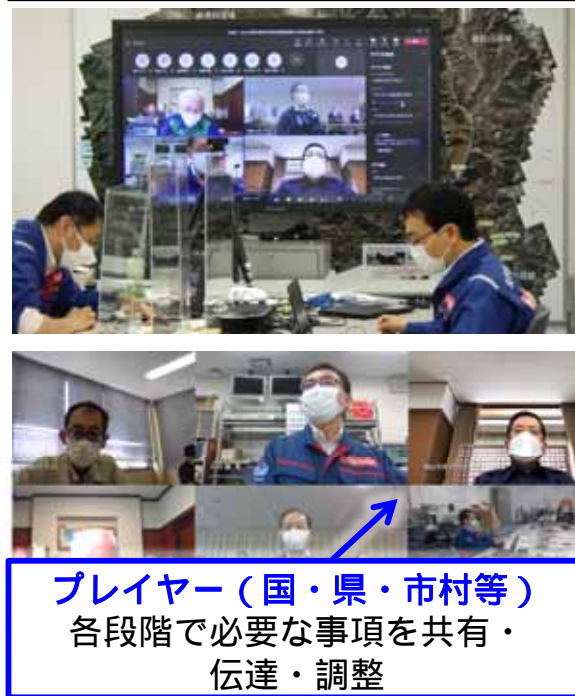 プレイヤー（国・県・市村等）
各段階で必要な事項を共有・
伝達・調整